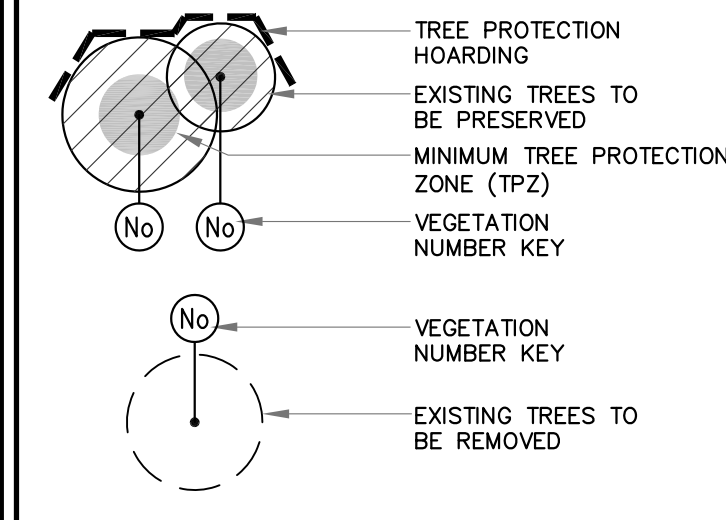 TREE PROTECTION
HOARDING
EXISTING TREES TO
BE PRESERVED
MINIMUM TREE PROTECTION
ZONE (TPZ)
No No
VEGETATION
NUMBER KEY
No
VEGETATION
NUMBER KEY
EXISTING TREES TO
BE REMOVED